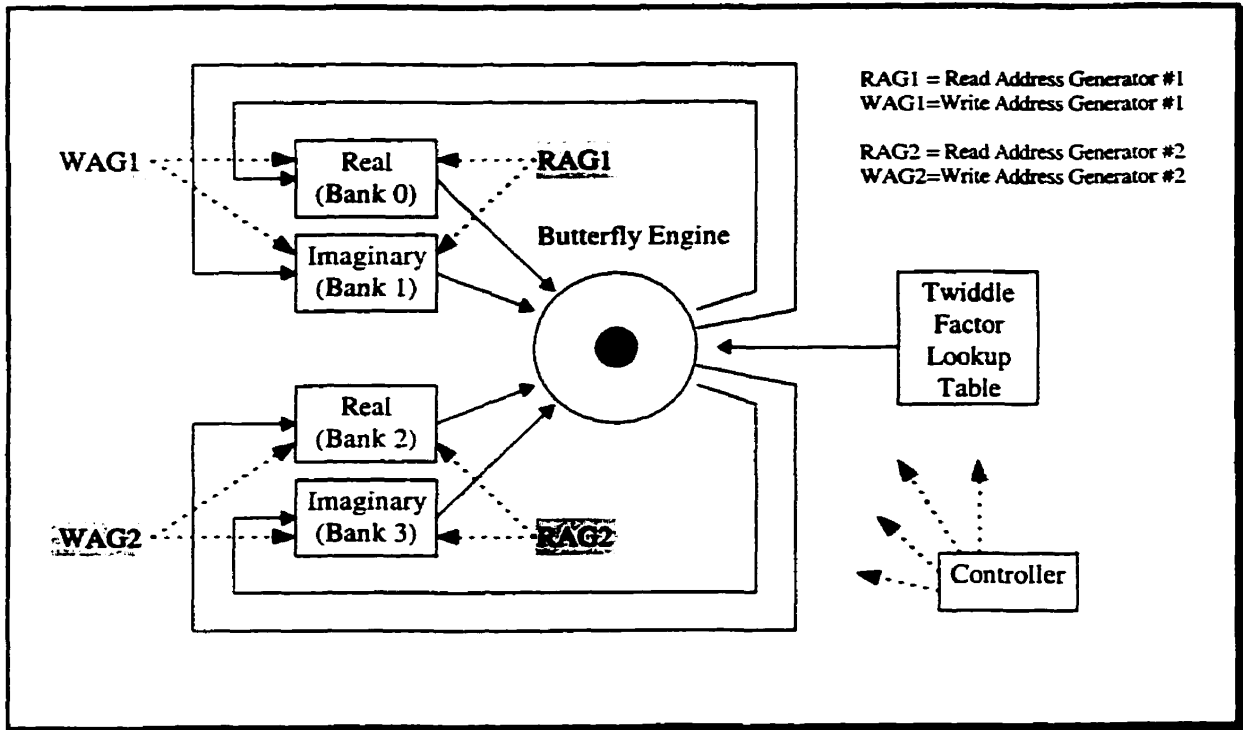 RAG1 = Read Address Generator #1
WAG1=Write Address Generator #1
RAG2 = Read Address Generator #2
WAG2=Write Address Generator #2
WAG1
Real
(Bank 0)
RAG1
Imaginary
(Bank 1)
Butterfly Engine
Twiddle
Factor
Lookup
Table
Real
(Bank 2)
Imaginary
(Bank 3)
WAG2
RAG2
Controller